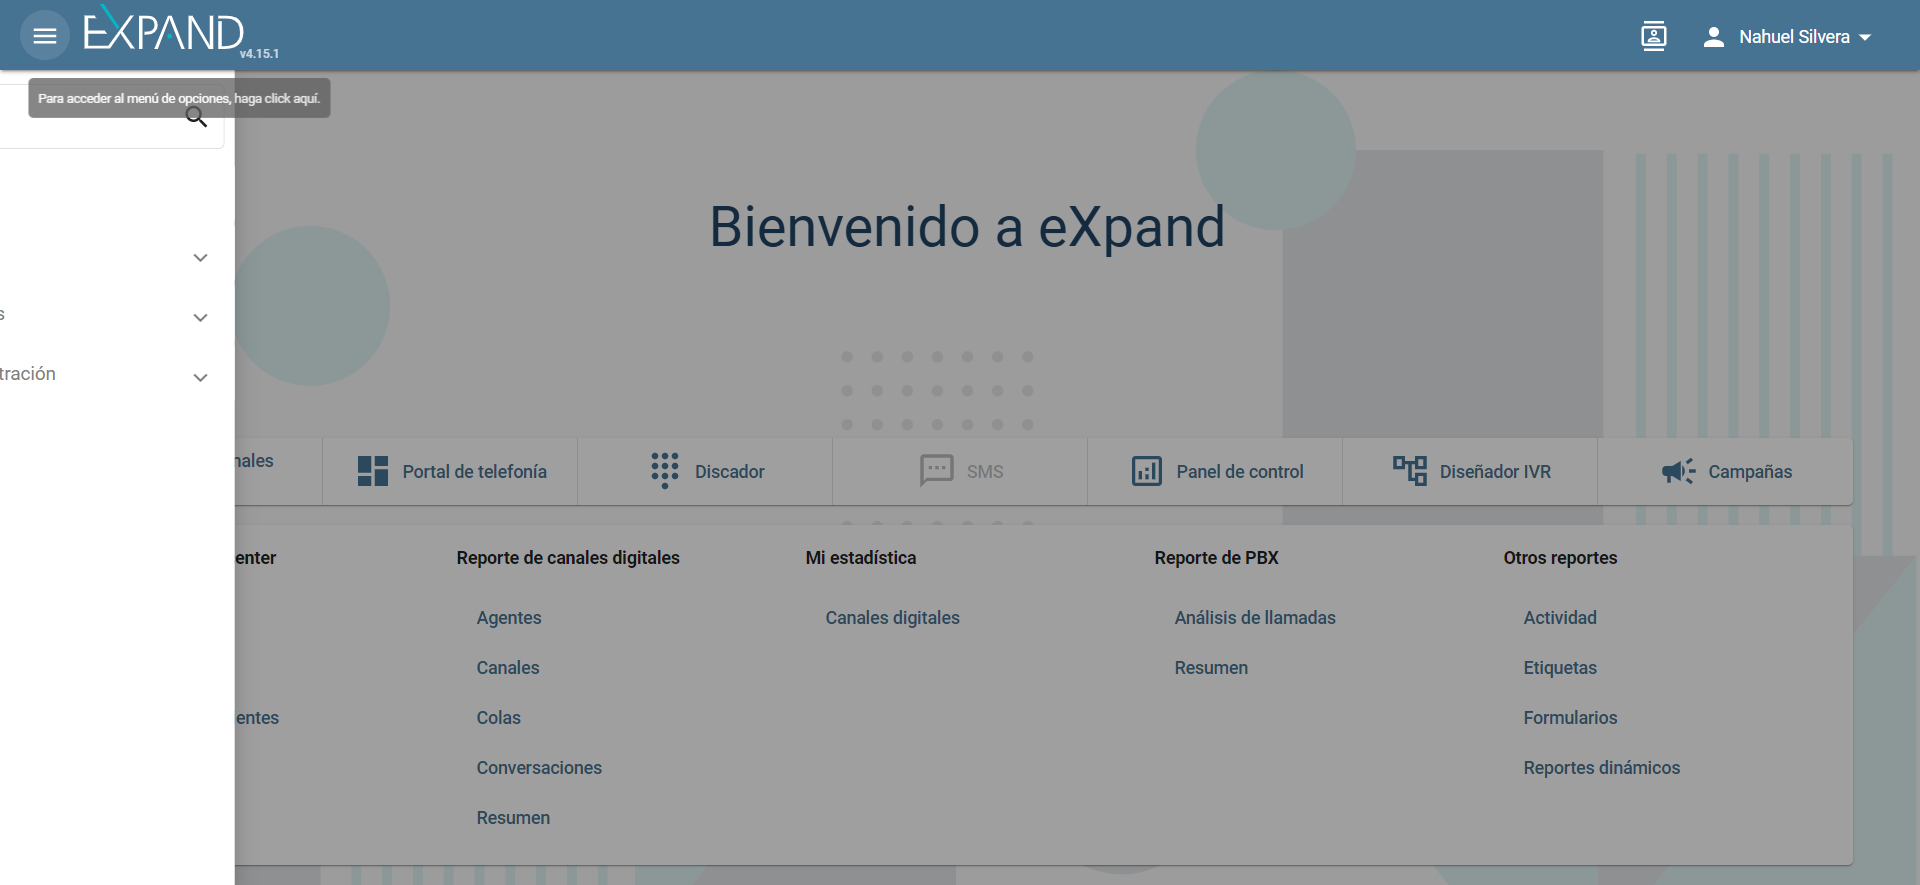 EXPAND
v4.15.1
Nahuel Silvera
Para acceder al menú de opciones, haga click aquí.
Bienvenido a eXpand
s
tración
nales
Portal de telefonía
Discador
SMS
Panel de control
Diseñador IVR
Campañas
enter
entes
Reporte de canales digitales
Agentes
Canales
Colas
Conversaciones
Resumen
Mi estadística
Canales digitales
Reporte de PBX
Análisis de llamadas
Resumen
Otros reportes
Actividad
Etiquetas
Formularios
Reportes dinámicos